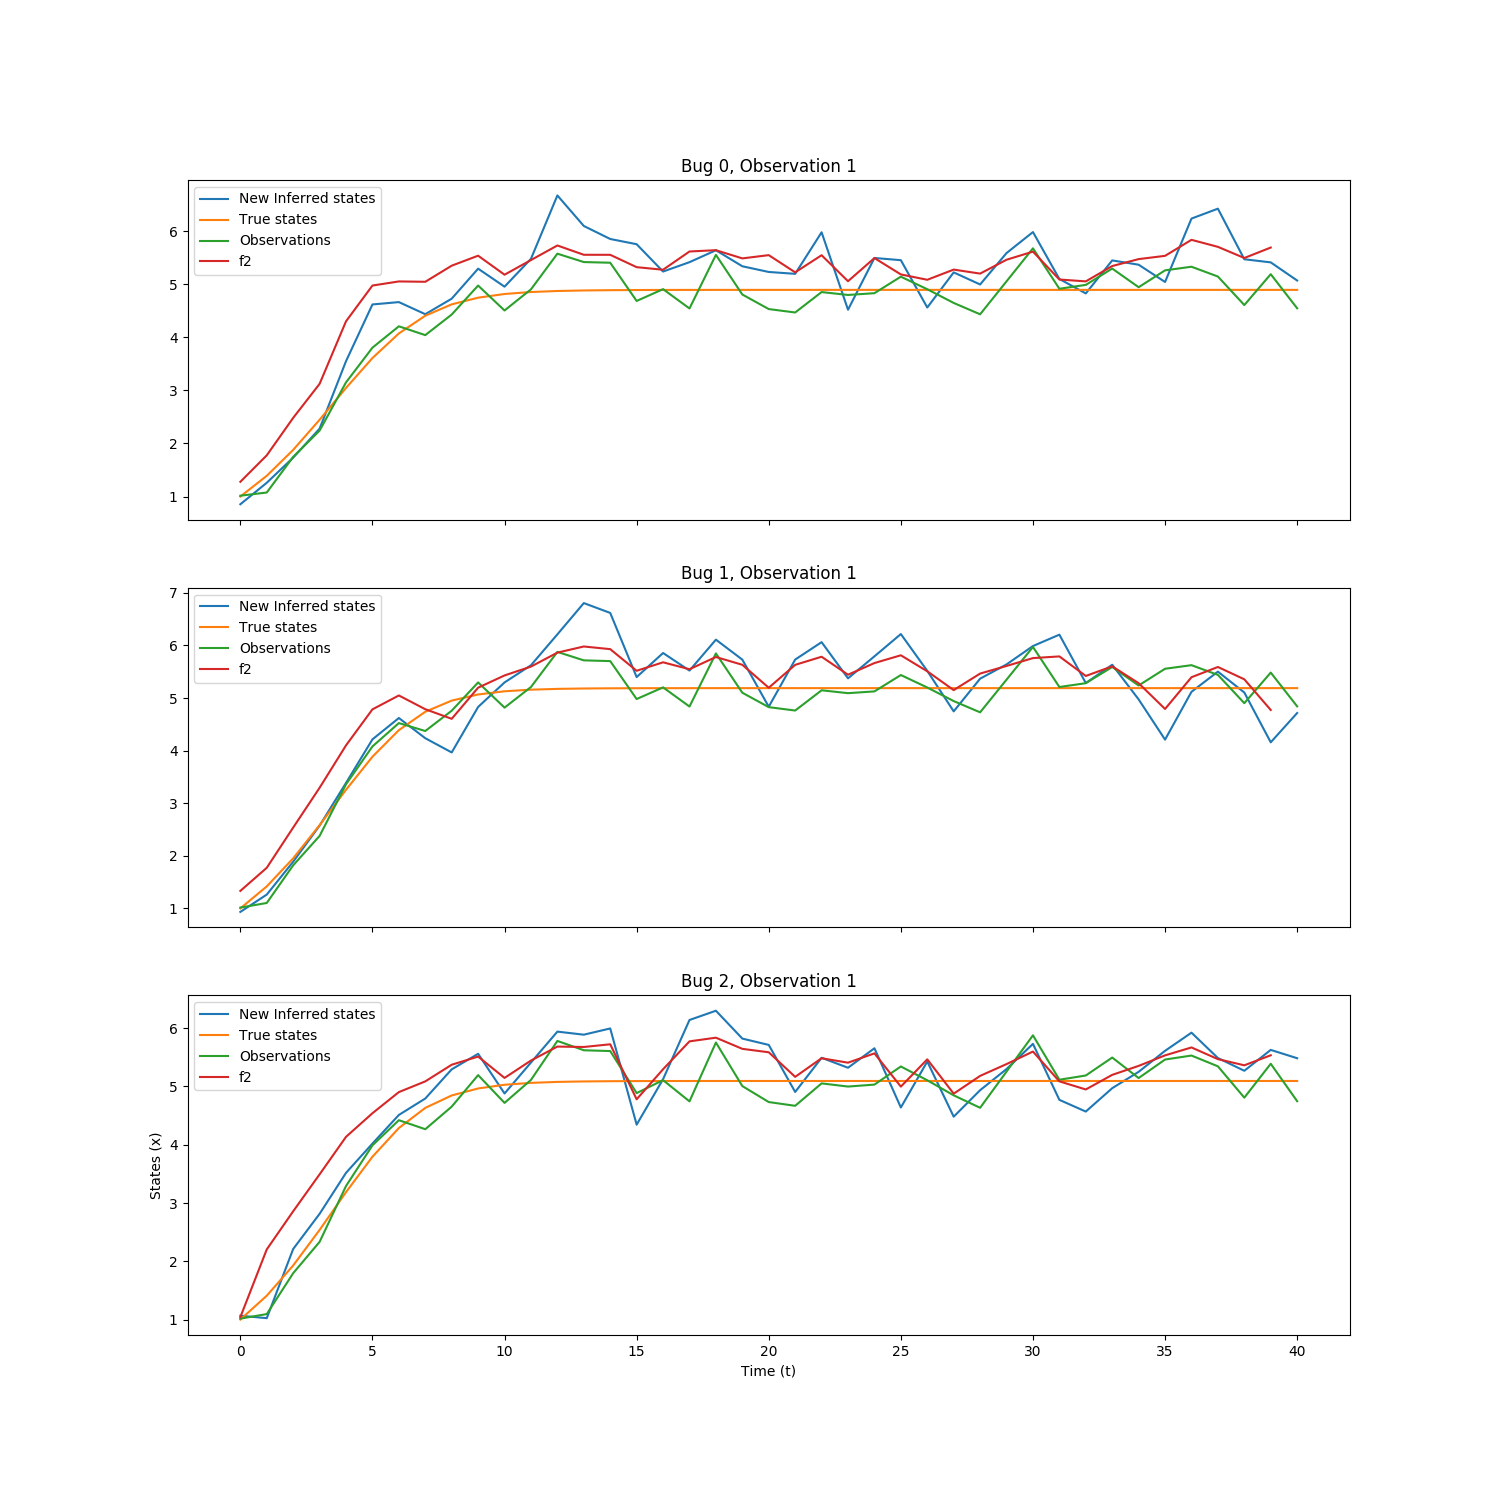 Bug 0, Observation 1
New Inferred states
True states
Observations
f2
6
5
4
3
2
1
Bug 1, Observation 1
New Inferred states
True states
Observations
f2
7
6
5
4
3
2
1
Bug 2, Observation 1
New Inferred states
True states
Observations
f2
6
5
4
3
2
1
States (x)
0 5 10 15 20 25 30 35 40
Time (t)